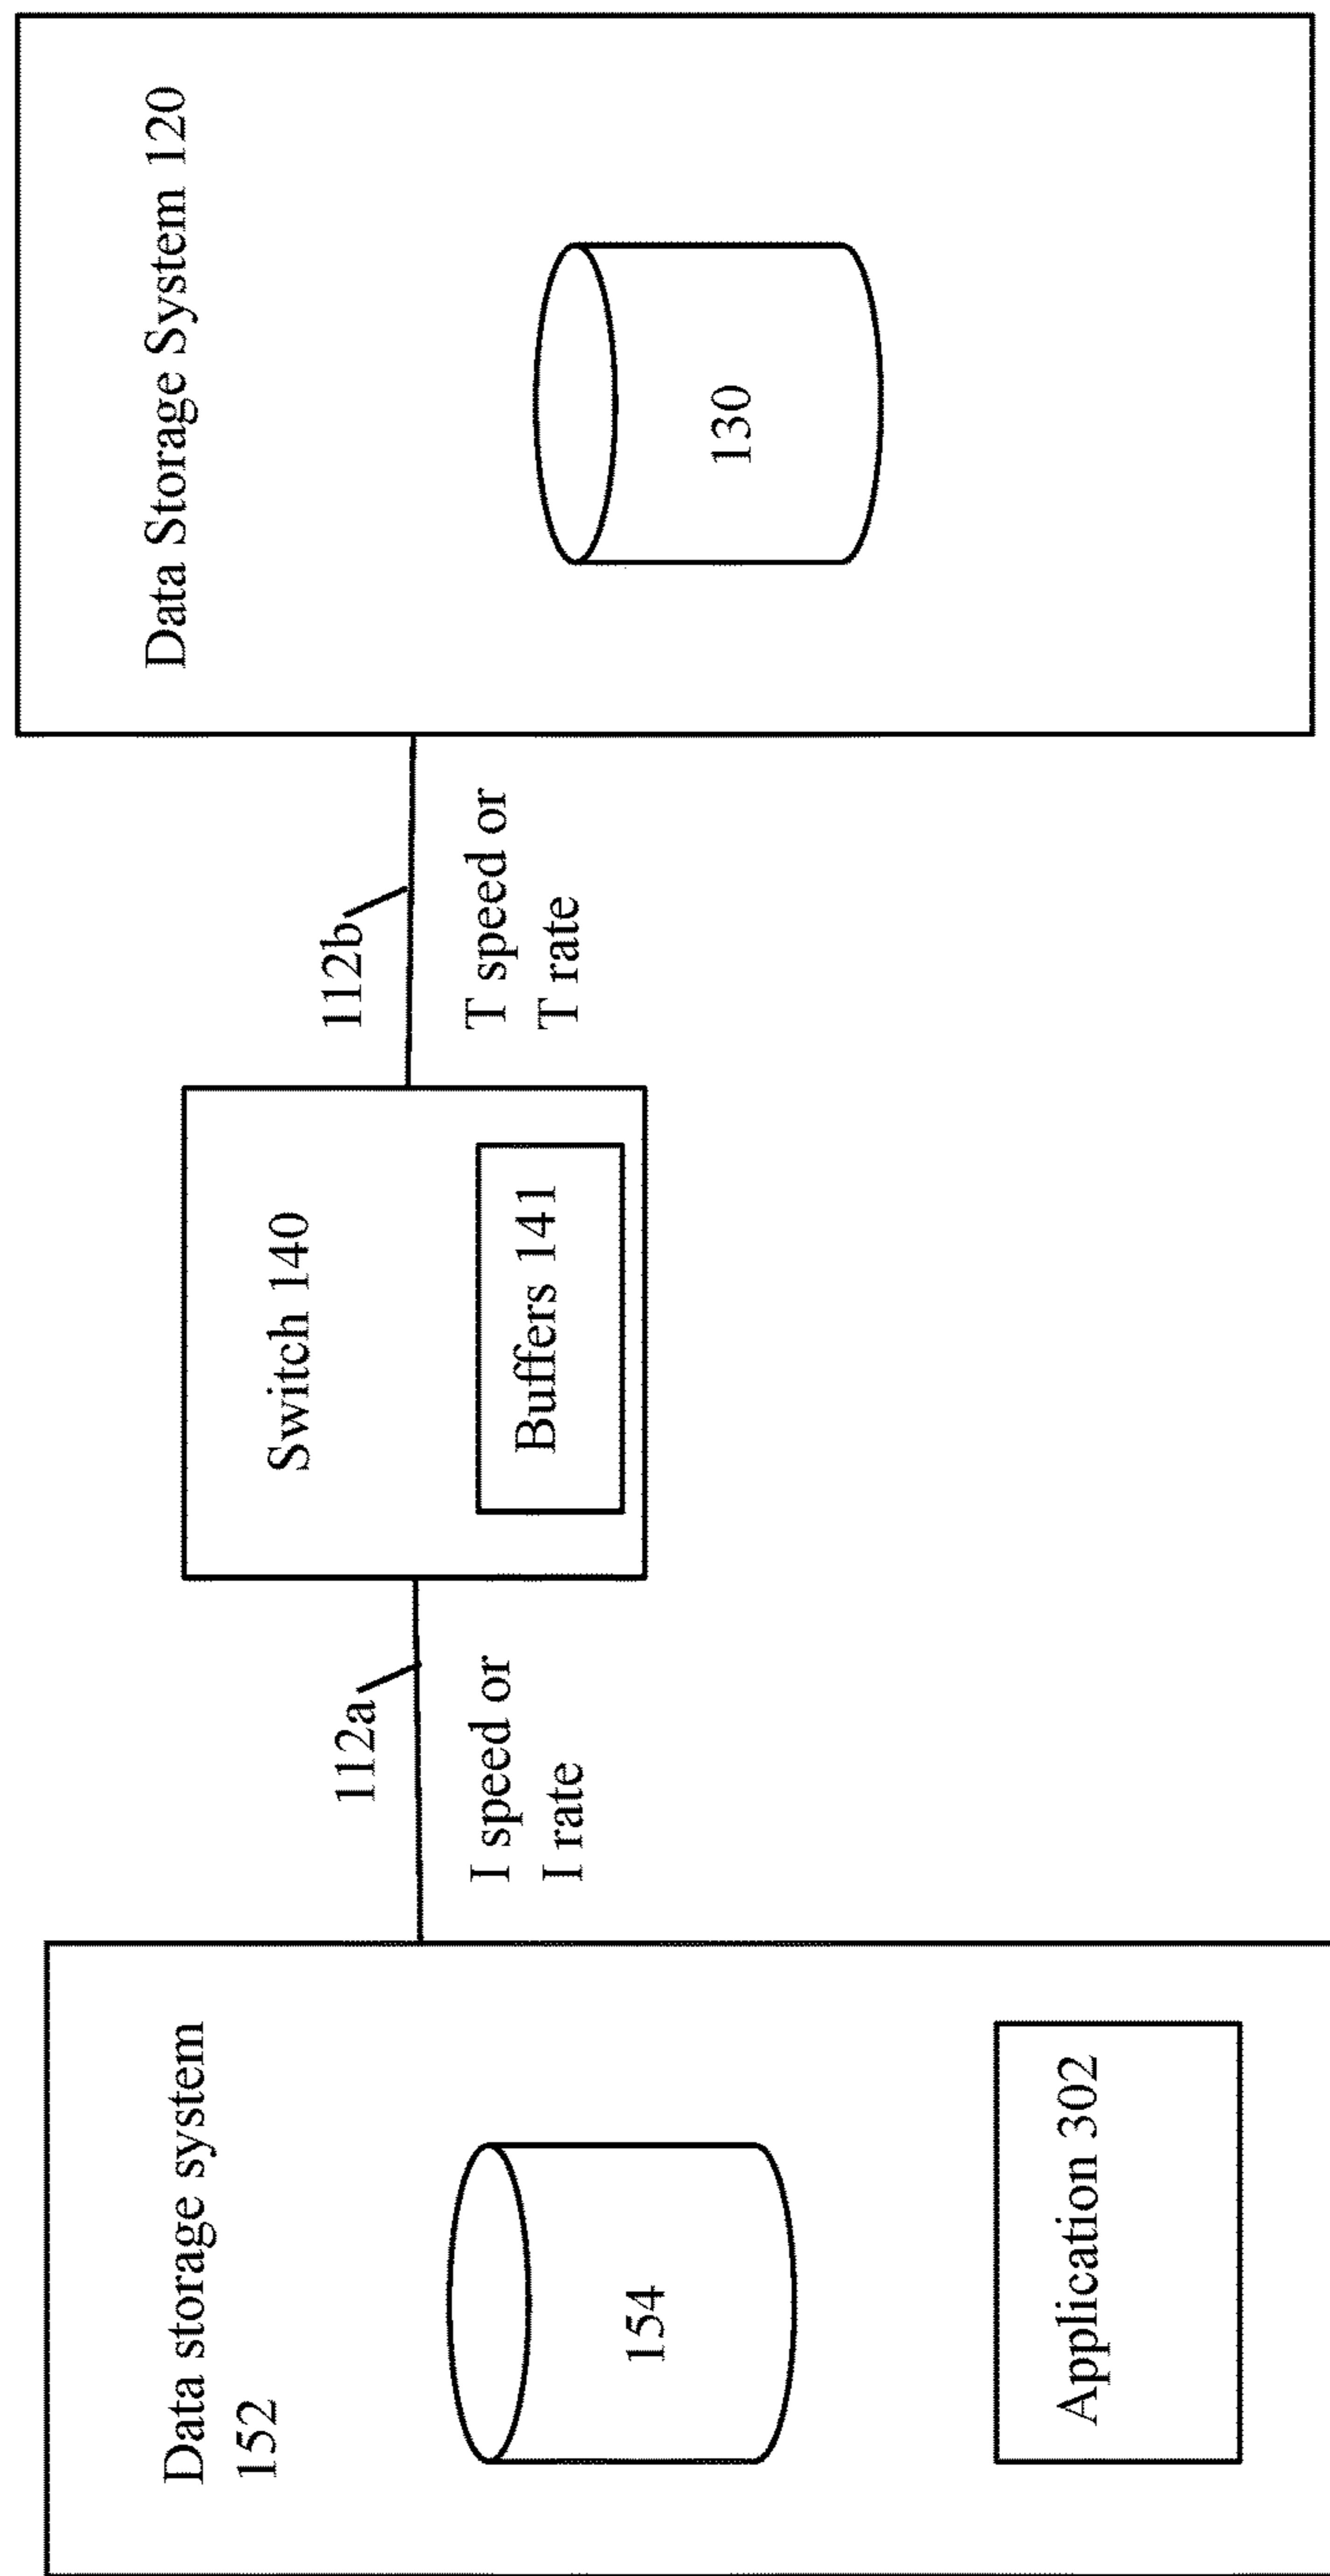 Data storage system
152
154
Application 302
112a
I speed or
I rate
Switch 140
Buffers 141
112b
T speed or
T rate
Data Storage System 120
130